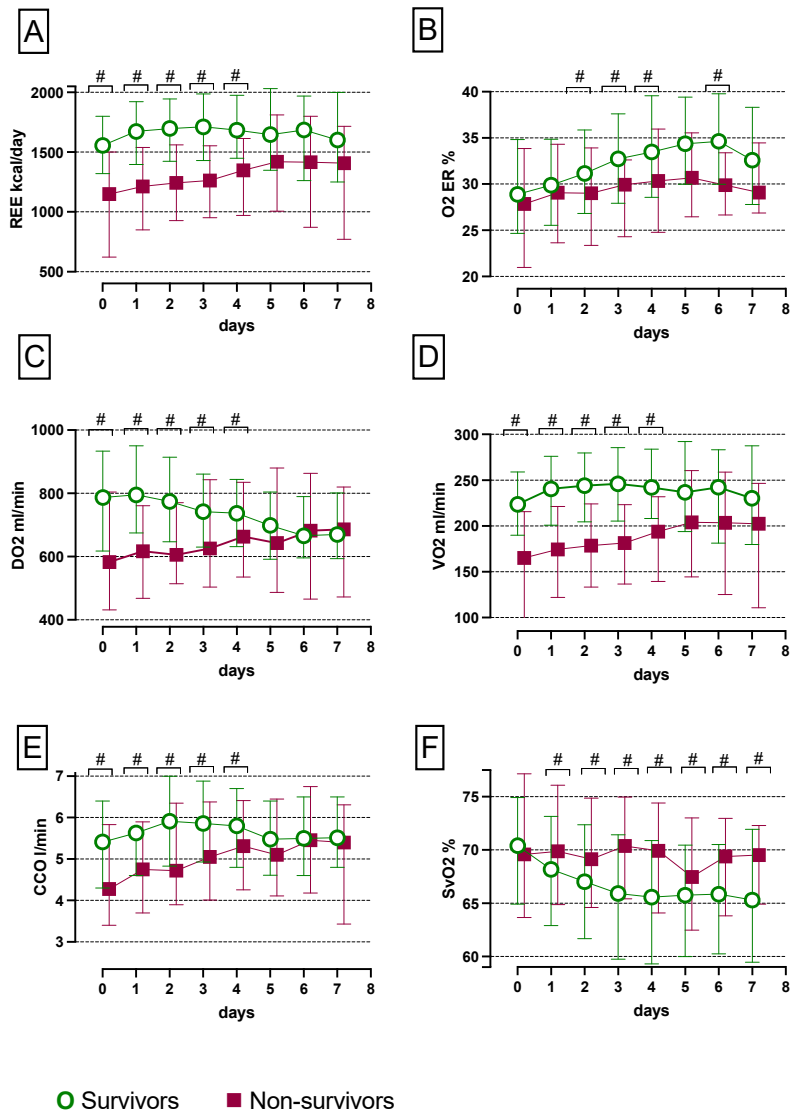 A
B
# # # # #
# # # #
REE kcal/day
2000
1500
1000
500
0 1 2 3 4 5 6 7 8
days
O2 ER %
40
35
30
25
20
0 1 2 3 4 5 6 7 8
days
C
D
# # # # #
# # # # #
DO2 ml/min
1000
800
600
400
0 1 2 3 4 5 6 7 8
days
VO2 ml/min
300
250
200
150
100
0 1 2 3 4 5 6 7 8
days
E
F
# # # # #
# # # # # # #
CCO l/min
7
6
5
4
3
0 1 2 3 4 5 6 7 8
days
SvO2 %
75
70
65
60
0 1 2 3 4 5 6 7 8
days
Survivors Non-survivors